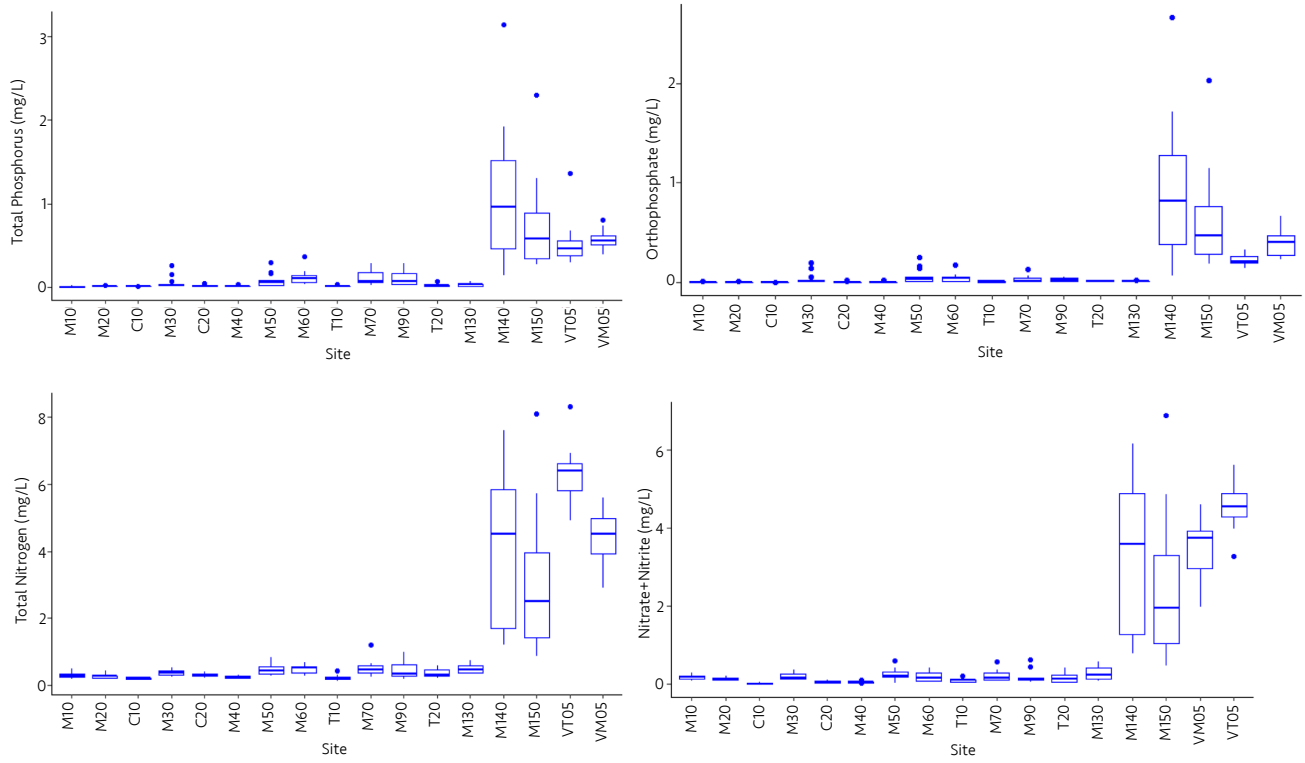 Total Phosphorus (mg/L)
3
2
1
0
M10 M20 C10 M30 C20 M40 M50 M60 T10 M70 M90 T20 M130 M140 M150 VT05 VM05
Site
Orthophosphate (mg/L)
2
1
0
M10 M20 C10 M30 C20 M40 M50 M60 T10 M70 M90 T20 M130 M140 M150 VT05 VM05
Site
Total Nitrogen (mg/L)
8
6
4
2
0
M10 M20 C10 M30 C20 M40 M50 M60 T10 M70 M90 T20 M130 M140 M150 VT05 VM05
Site
Nitrate+Nitrite (mg/L)
6
4
2
0
M10 M20 C10 M30 C20 M40 M50 M60 T10 M70 M90 T20 M130 M140 M150 VM05 VT05
Site